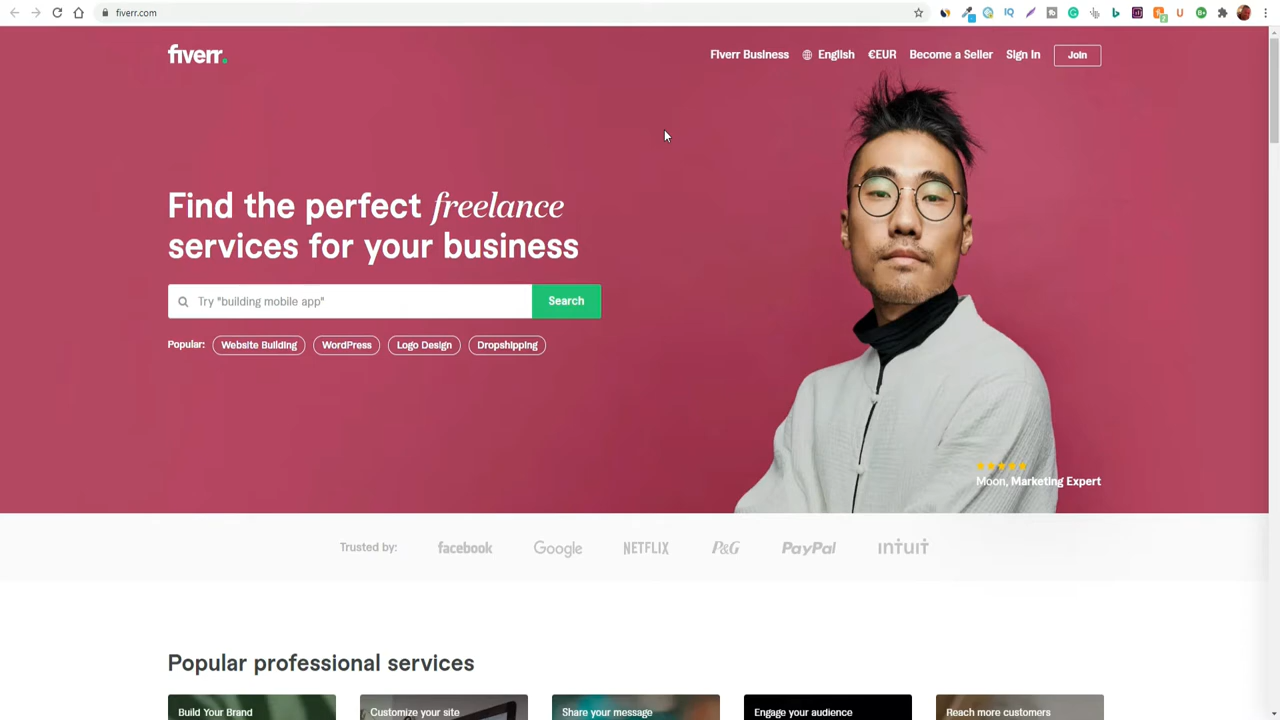 fiverr.com
fiverr.
Fiverr Business English €EUR Become a Seller Sign In Join
Find the perfect freelance
services for your business
Try "building mobile app" Search
Popular: Website Building WordPress Logo Design Dropshipping
Moon, Marketing Expert
Trusted by: facebook Google NETFLIX P&G PayPal intuit
Popular professional services
Build Your Brand Customize your site Share your message Engage your audience Reach more customers